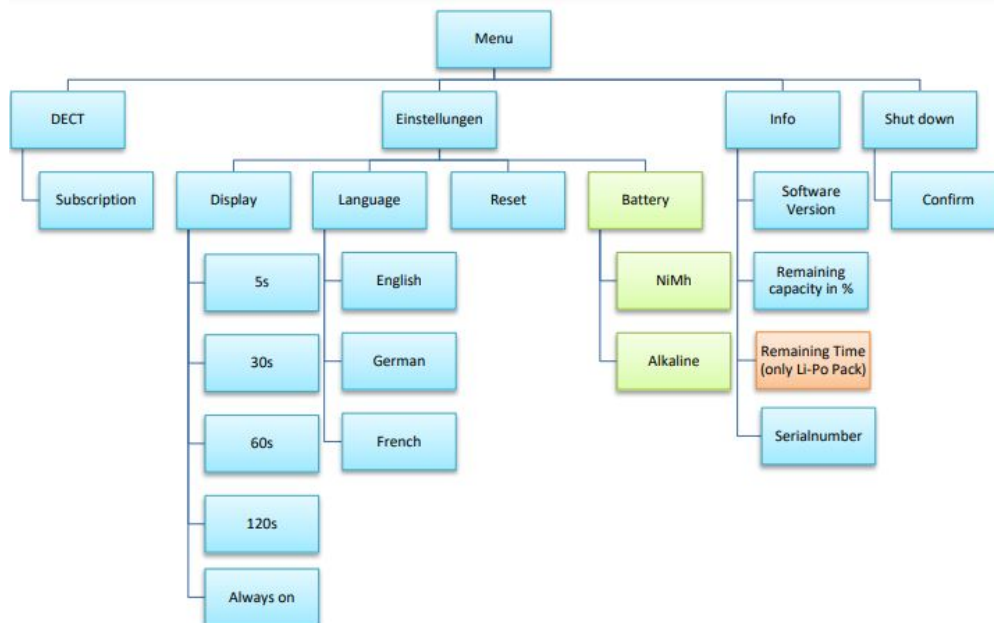 Menu
DECT
Einstellungen
Info
Shut down
Subscription
Display
Language
Reset
Battery
Software
Version
Confirm
5s
English
NiMh
Remaining
capacity in %
30s
German
Alkaline
Remaining Time
(only Li-Po Pack)
60s
French
Serialnumber
120s
Always on